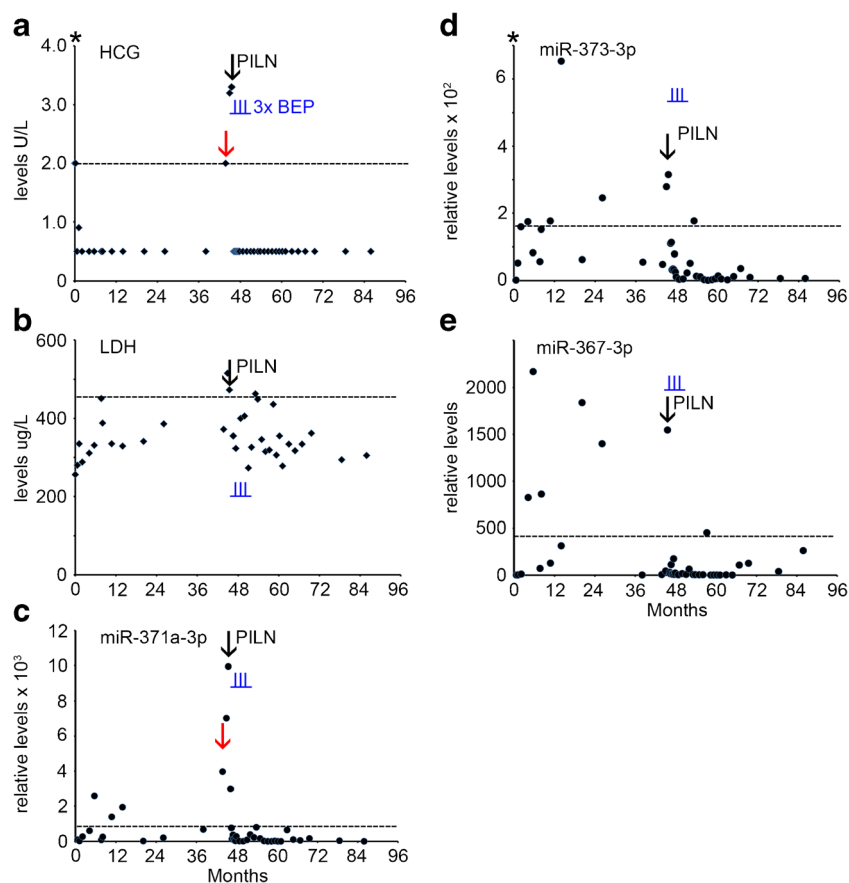 a
*
HCG
4.0
3.0
2.0
1.0
0
levels U/L
PILN
3x BEP
0 12 24 36 48 60 72 84 96
b
LDH
600
400
200
0
levels ug/L
PILN
0 12 24 36 48 60 72 84 96
c
miR-371a-3p
12
10
8
6
4
2
0
relative levels x 10³
PILN
0 12 24 36 48 60 72 84 96
Months
d
*
miR-373-3p
6
4
2
0
relative levels x 10²
PILN
0 12 24 36 48 60 72 84 96
e
miR-367-3p
2000
1500
1000
500
0
relative levels
PILN
0 12 24 36 48 60 72 84 96
Months